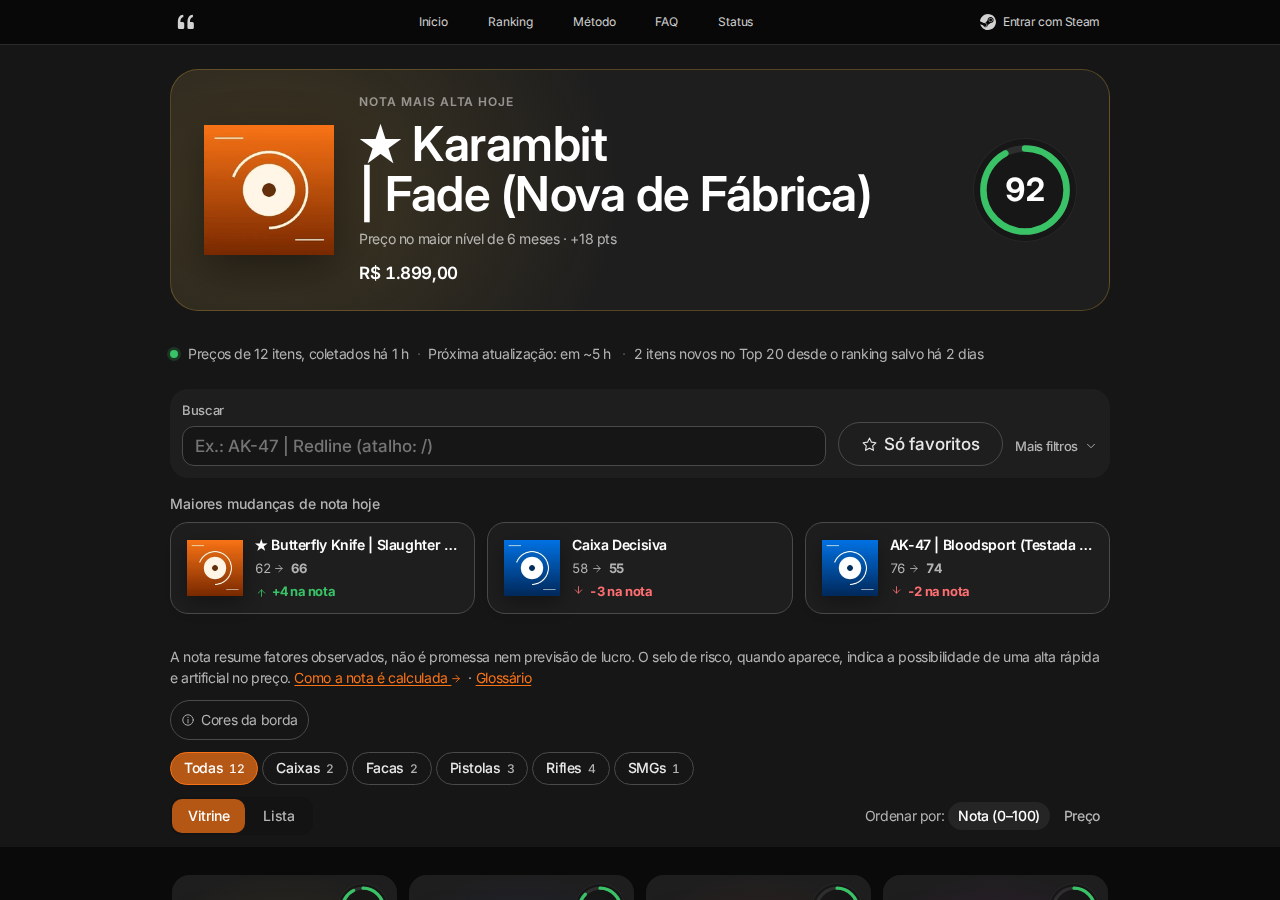 Início Ranking Método FAQ Status Entrar com Steam
NOTA MAIS ALTA HOJE
★ Karambit
| Fade (Nova de Fábrica)
Preço no maior nível de 6 meses · +18 pts
R$ 1.899,00
92
Preços de 12 itens, coletados há 1 h · Próxima atualização: em ~5 h · 2 itens novos no Top 20 desde o ranking salvo há 2 dias
Buscar
Ex.: AK-47 | Redline (atalho: /)
Só favoritos
Mais filtros
Maiores mudanças de nota hoje
★ Butterfly Knife | Slaughter ...
62 → 66
↑ +4 na nota
Caixa Decisiva
58 → 55
↓ -3 na nota
AK-47 | Bloodsport (Testada ...
76 → 74
↓ -2 na nota
A nota resume fatores observados, não é promessa nem previsão de lucro. O selo de risco, quando aparece, indica a possibilidade de uma alta rápida
e artificial no preço. Como a nota é calculada → · Glossário
Cores da borda
Todas 12 Caixas 2 Facas 2 Pistolas 3 Rifles 4 SMGs 1
Vitrine Lista Ordenar por: Nota (0–100) Preço